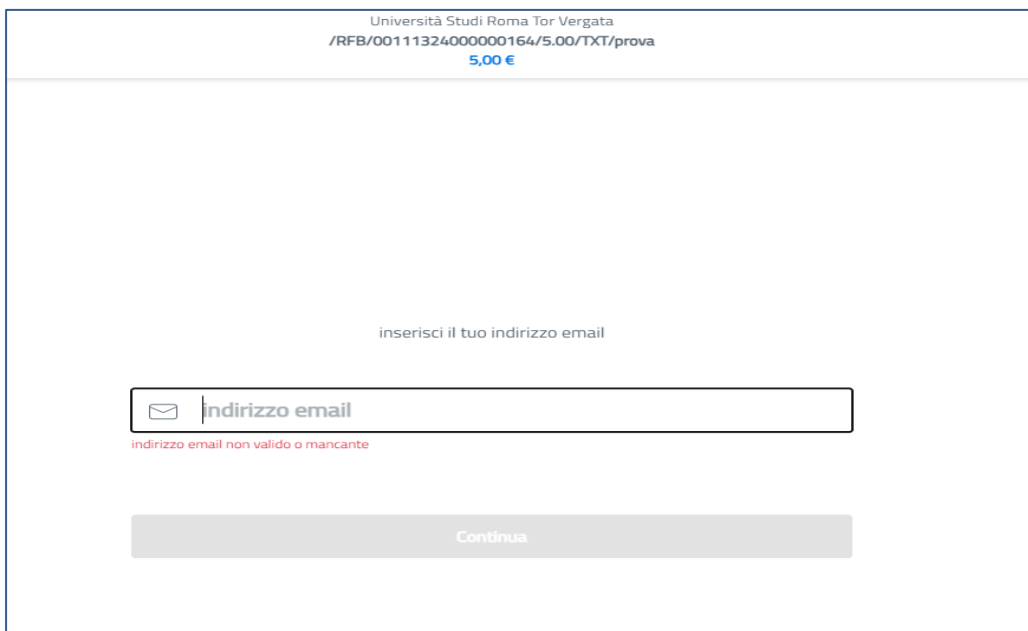 Università Studi Roma Tor Vergata
/RFB/00111324000000164/5.00/TXT/prova
5,00 €
inserisci il tuo indirizzo email
indirizzo email
indirizzo email non valido o mancante
Continua